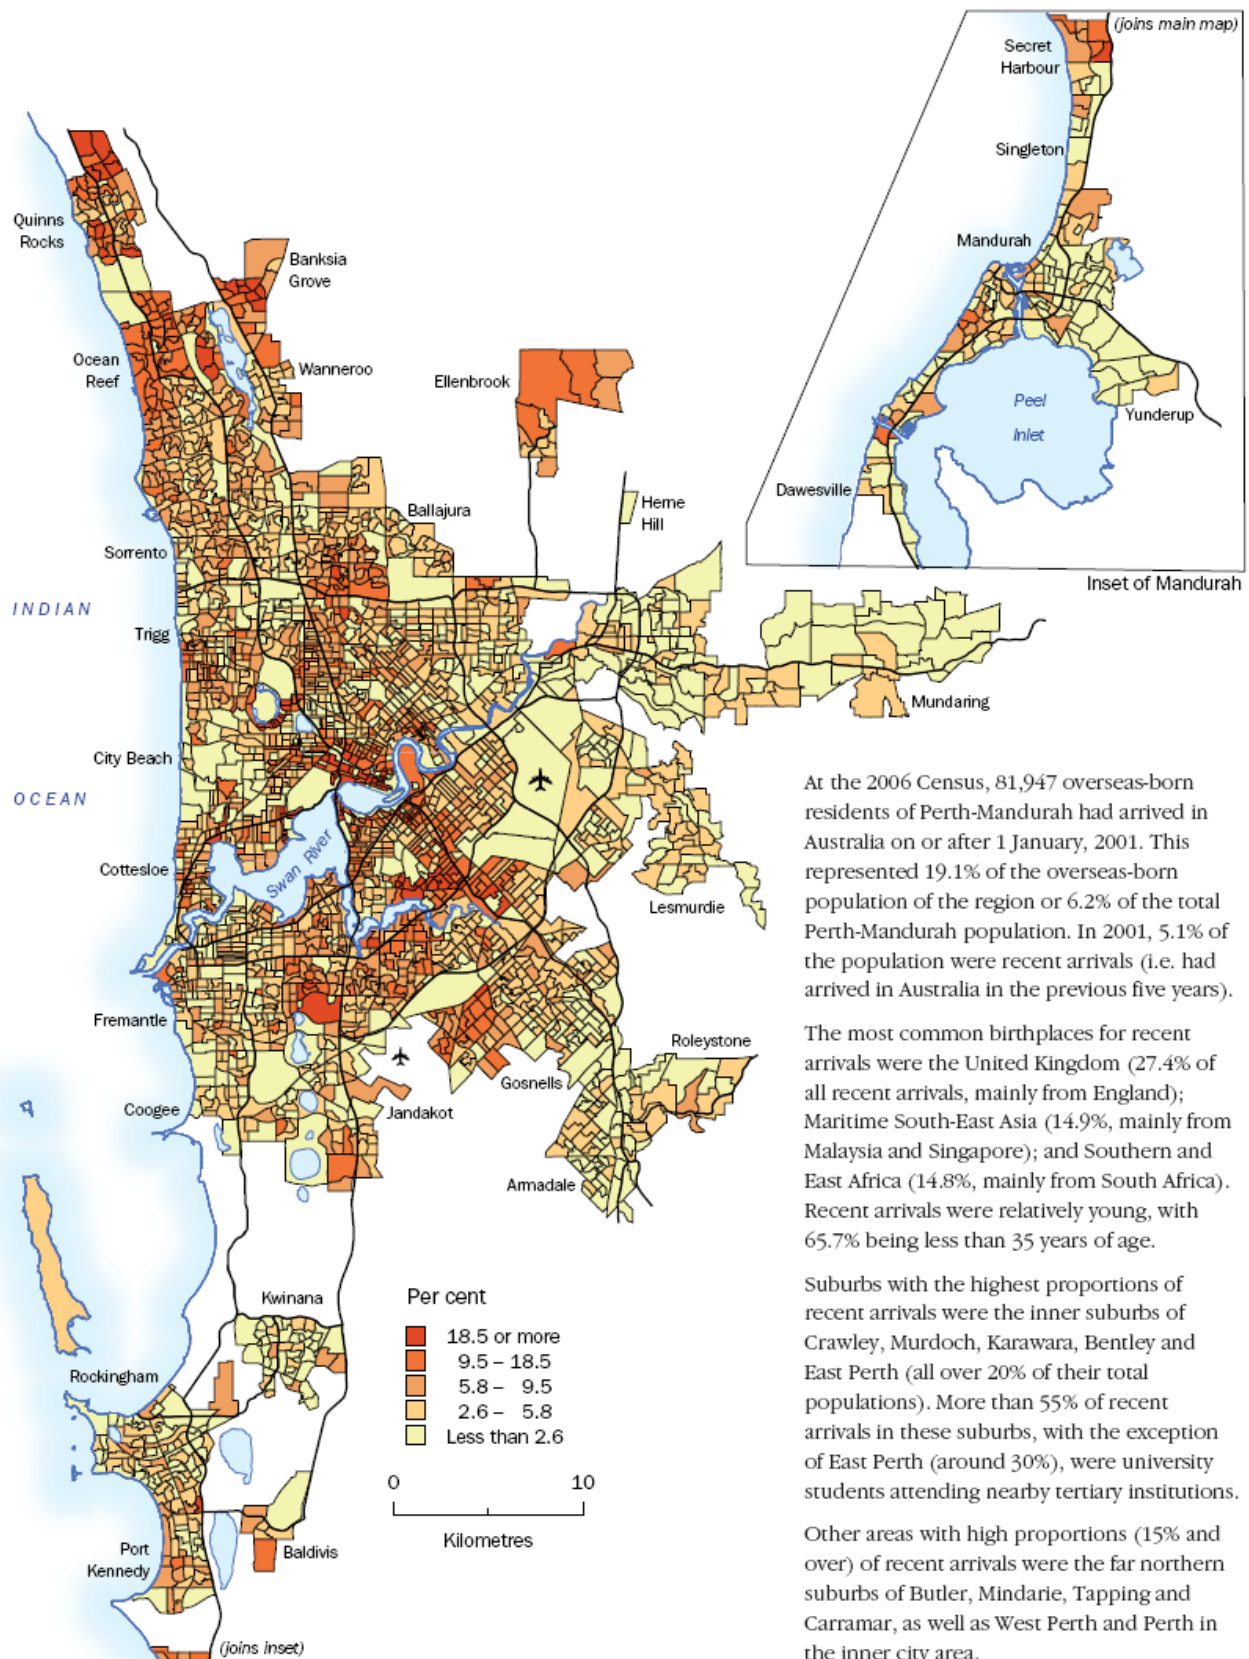 (joins main map)
Secret
Harbour
Singleton
Mandurah
Peel
Inlet
Yunderup
Dawesville
Inset of Mandurah
Quinns
Rocks
Banksia
Grove
Ocean
Reef
Wanneroo
Ellenbrook
Ballajura
Herne
Hill
Sorrento
INDIAN
Trigg
Mundaring
City Beach
OCEAN
Swan River
Cottesloe
Lesmurdie
Fremantle
Roleystone
Gosnells
Coogee
Jandakot
Armadale
Kwinana
Rockingham
Port
Kennedy
Baldivis
(joins inset)
Per cent
18.5 or more
9.5 – 18.5
5.8 – 9.5
2.6 – 5.8
Less than 2.6
0 10
Kilometres
At the 2006 Census, 81,947 overseas-born
residents of Perth-Mandurah had arrived in
Australia on or after 1 January, 2001. This
represented 19.1% of the overseas-born
population of the region or 6.2% of the total
Perth-Mandurah population. In 2001, 5.1% of
the population were recent arrivals (i.e. had
arrived in Australia in the previous five years).
The most common birthplaces for recent
arrivals were the United Kingdom (27.4% of
all recent arrivals, mainly from England);
Maritime South-East Asia (14.9%, mainly from
Malaysia and Singapore); and Southern and
East Africa (14.8%, mainly from South Africa).
Recent arrivals were relatively young, with
65.7% being less than 35 years of age.
Suburbs with the highest proportions of
recent arrivals were the inner suburbs of
Crawley, Murdoch, Karawara, Bentley and
East Perth (all over 20% of their total
populations). More than 55% of recent
arrivals in these suburbs, with the exception
of East Perth (around 30%), were university
students attending nearby tertiary institutions.
Other areas with high proportions (15% and
over) of recent arrivals were the far northern
suburbs of Butler, Mindarie, Tapping and
Carramar, as well as West Perth and Perth in
the inner city area.